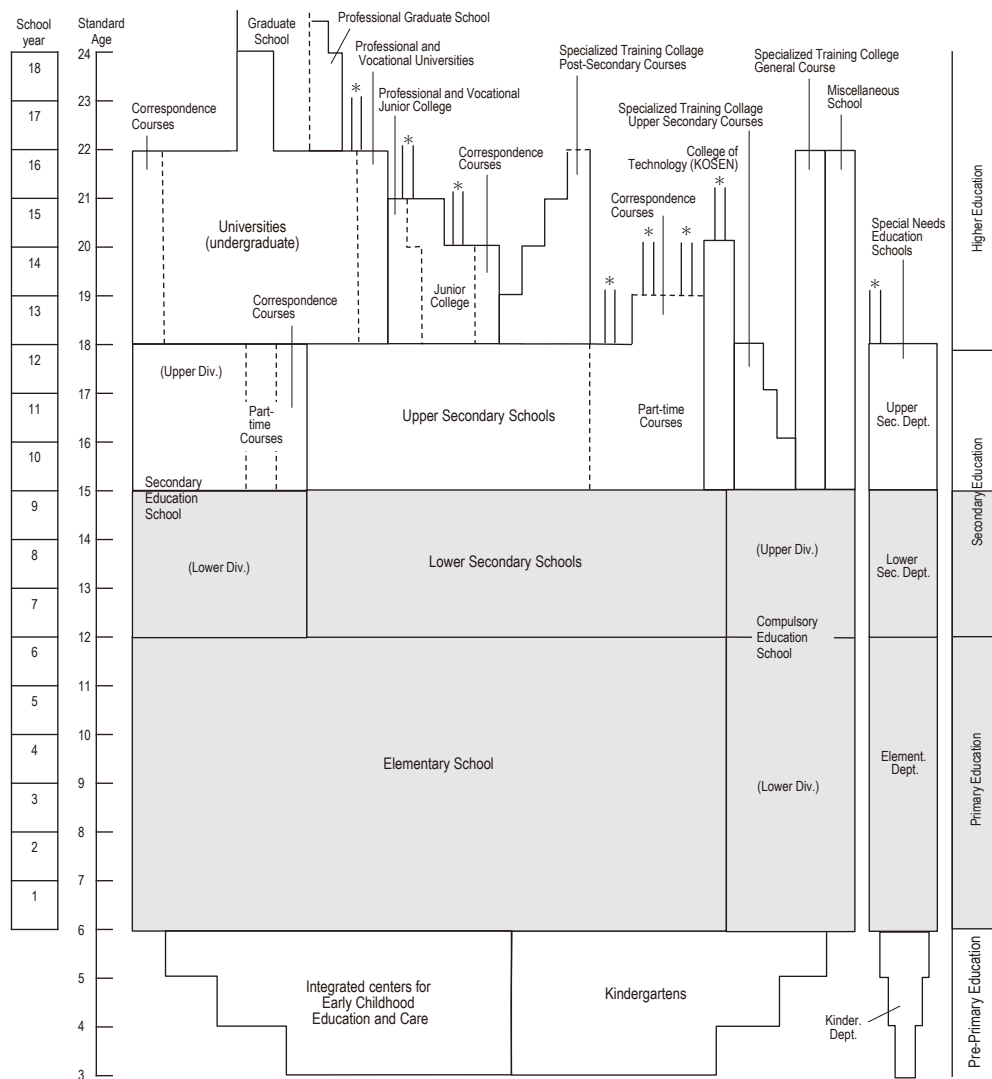 School
year
Standard
Age
Graduate
School
Professional Graduate School
Professional and
Vocational Universities
Professional and Vocational
Junior College
Specialized Training Collage
Post-Secondary Courses
Specialized Training College
General Course
Miscellaneous
School
Specialized Training Collage
Upper Secondary Courses
College of
Technology (KOSEN)
Correspondence
Courses
Correspondence
Courses
Correspondence
Courses
Special Needs
Education
Schools
Universities
(undergraduate)
Junior
College
Correspondence
Courses
*
*
*
*
*
*
*
*
(Upper Div.)
Part-
time
Courses
Upper Secondary Schools
Part-time
Courses
Upper
Sec. Dept.
Secondary
Education
School
(Lower Div.)
Lower Secondary Schools
(Upper Div.)
Lower
Sec. Dept.
Compulsory
Education
School
Elementary School
(Lower Div.)
Element.
Dept.
Integrated centers for
Early Childhood
Education and Care
Kindergartens
Kinder.
Dept.
Higher Education
Secondary Education
Primary Education
Pre-Primary Education
18
17
16
15
14
13
12
11
10
9
8
7
6
5
4
3
2
1
24
23
22
21
20
19
18
17
16
15
14
13
12
11
10
9
8
7
6
5
4
3